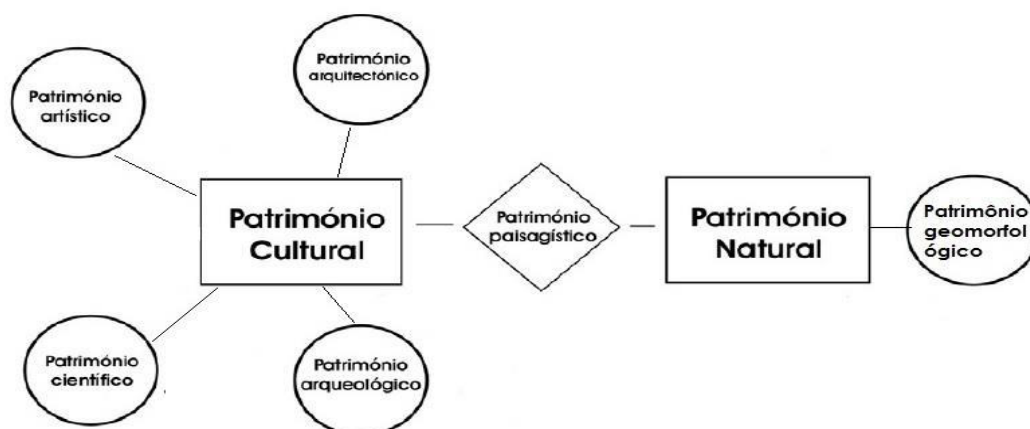 Património
arquitectónico
Património
artístico
Património
Cultural
Património
paisagístico
Património
Natural
Patrimônio
geomorfol
ógico
Património
científico
Património
arqueológico